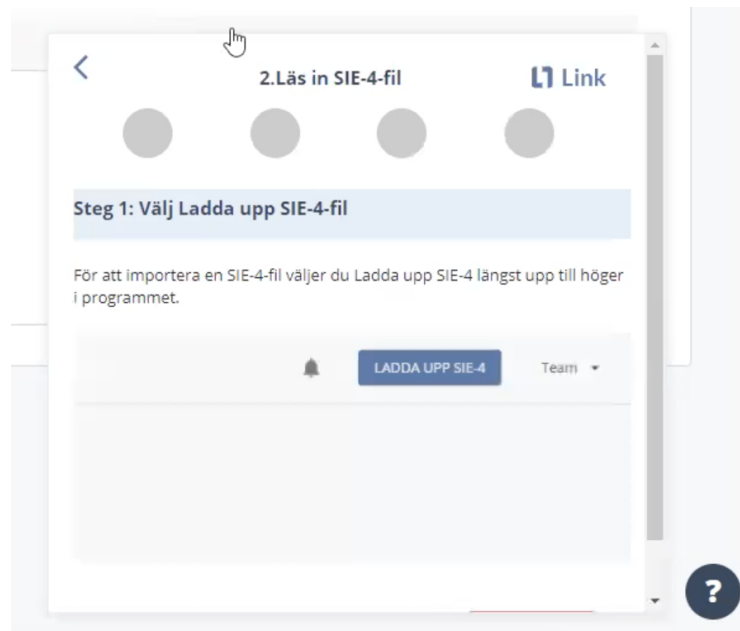 2.Läs in SIE-4-fil
Link
Steg 1: Välj Ladda upp SIE-4-fil
För att importera en SIE-4-fil väljer du Ladda upp SIE-4 längst upp till höger
i programmet.
LADDA UPP SIE-4
Team
?